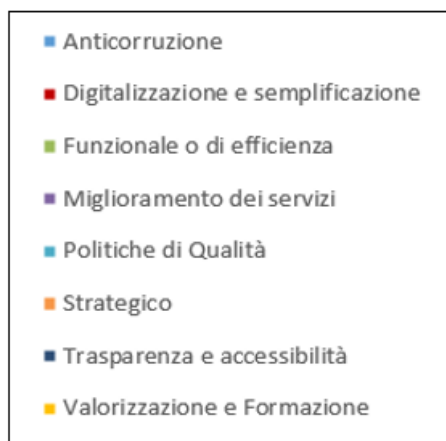 Anticorruzione
Digitalizzazione e semplificazione
Funzionale o di efficienza
Miglioramento dei servizi
Politiche di Qualità
Strategico
Trasparenza e accessibilità
Valorizzazione e Formazione